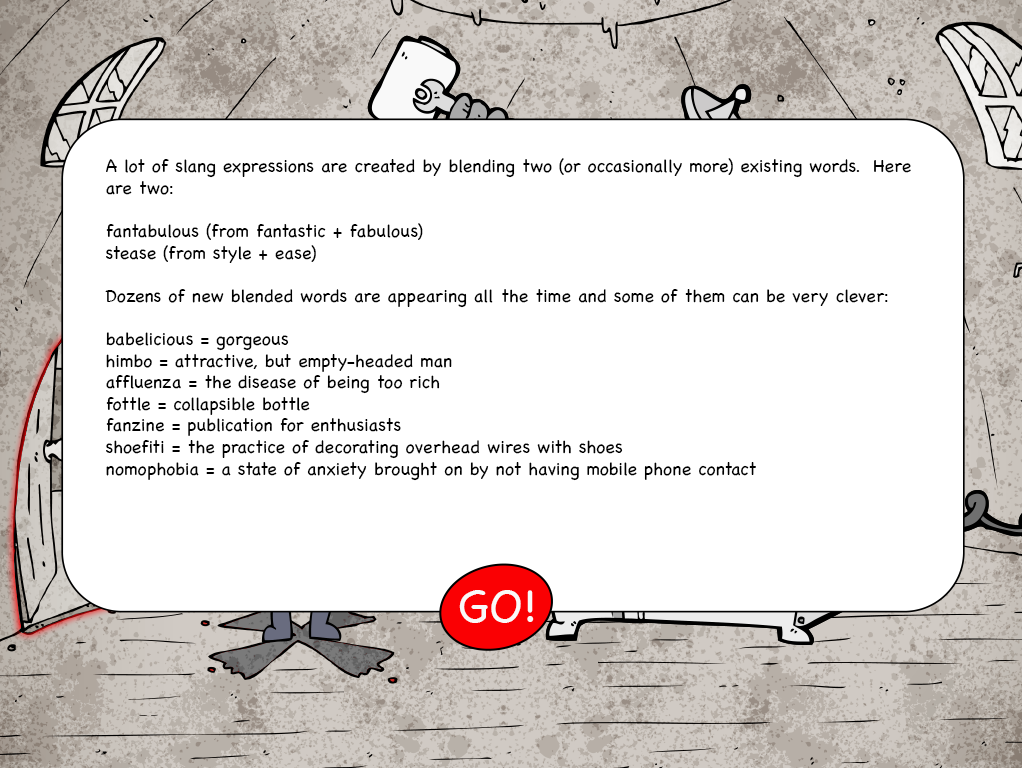 A lot of slang expressions are created by blending two (or occasionally more) existing words.  Here
are two:
fantabulous (from fantastic + fabulous)
stease (from style + ease)
Dozens of new blended words are appearing all the time and some of them can be very clever:
babelicious = gorgeous
himbo = attractive, but empty-headed man
affluenza = the disease of being too rich
fottle = collapsible bottle
fanzine = publication for enthusiasts
shoefiti = the practice of decorating overhead wires with shoes
nomophobia = a state of anxiety brought on by not having mobile phone contact
GO!